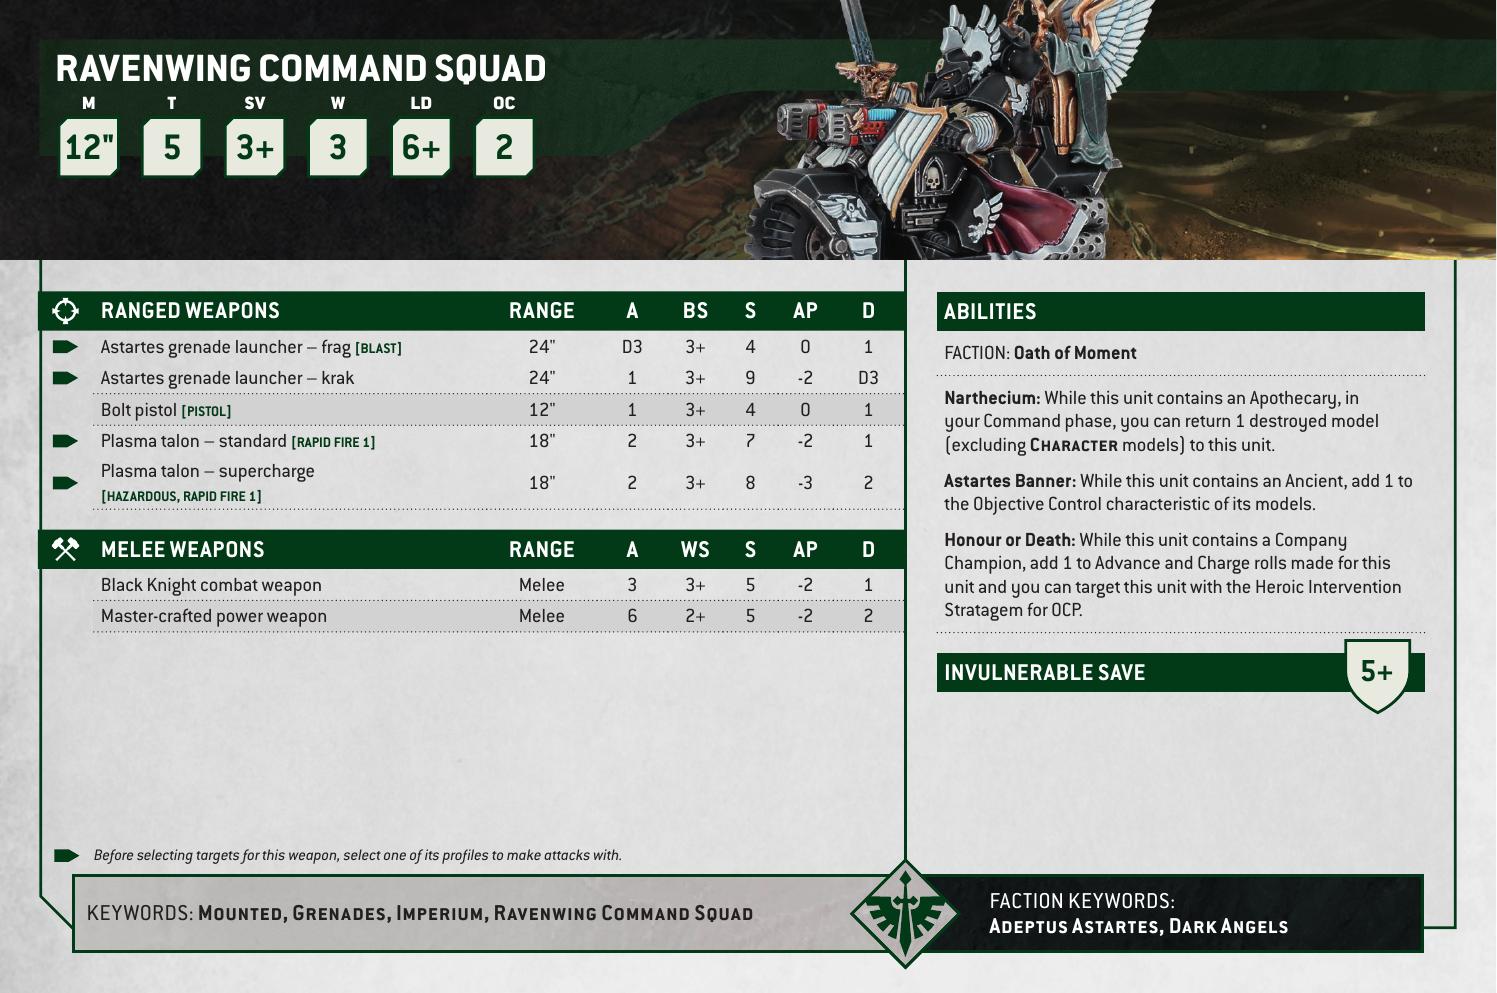 RAVENWING COMMAND SQUAD
M T SV W LD OC
12" 5 3+ 3 6+ 2
RANGED WEAPONS RANGE A BS S AP D
Astartes grenade launcher – frag [BLAST] 24" D3 3+ 4 0 1
Astartes grenade launcher – krak 24" 1 3+ 9 -2 D3
Bolt pistol [PISTOL] 12" 1 3+ 4 0 1
Plasma talon – standard [RAPID FIRE 1] 18" 2 3+ 7 -2 1
Plasma talon – supercharge
[HAZARDOUS, RAPID FIRE 1] 18" 2 3+ 8 -3 2
MELEE WEAPONS RANGE A WS S AP D
Black Knight combat weapon Melee 3 3+ 5 -2 1
Master-crafted power weapon Melee 6 2+ 5 -2 2
Before selecting targets for this weapon, select one of its profiles to make attacks with.
ABILITIES
FACTION: Oath of Moment
Narthecium: While this unit contains an Apothecary, in
your Command phase, you can return 1 destroyed model
(excluding CHARACTER models) to this unit.
Astartes Banner: While this unit contains an Ancient, add 1 to
the Objective Control characteristic of its models.
Honour or Death: While this unit contains a Company
Champion, add 1 to Advance and Charge rolls made for this
unit and you can target this unit with the Heroic Intervention
Stratagem for 0CP.
INVULNERABLE SAVE 5+
KEYWORDS: MOUNTED, GRENADES, IMPERIUM, RAVENWING COMMAND SQUAD
FACTION KEYWORDS:
ADEPTUS ASTARTES, DARK ANGELS